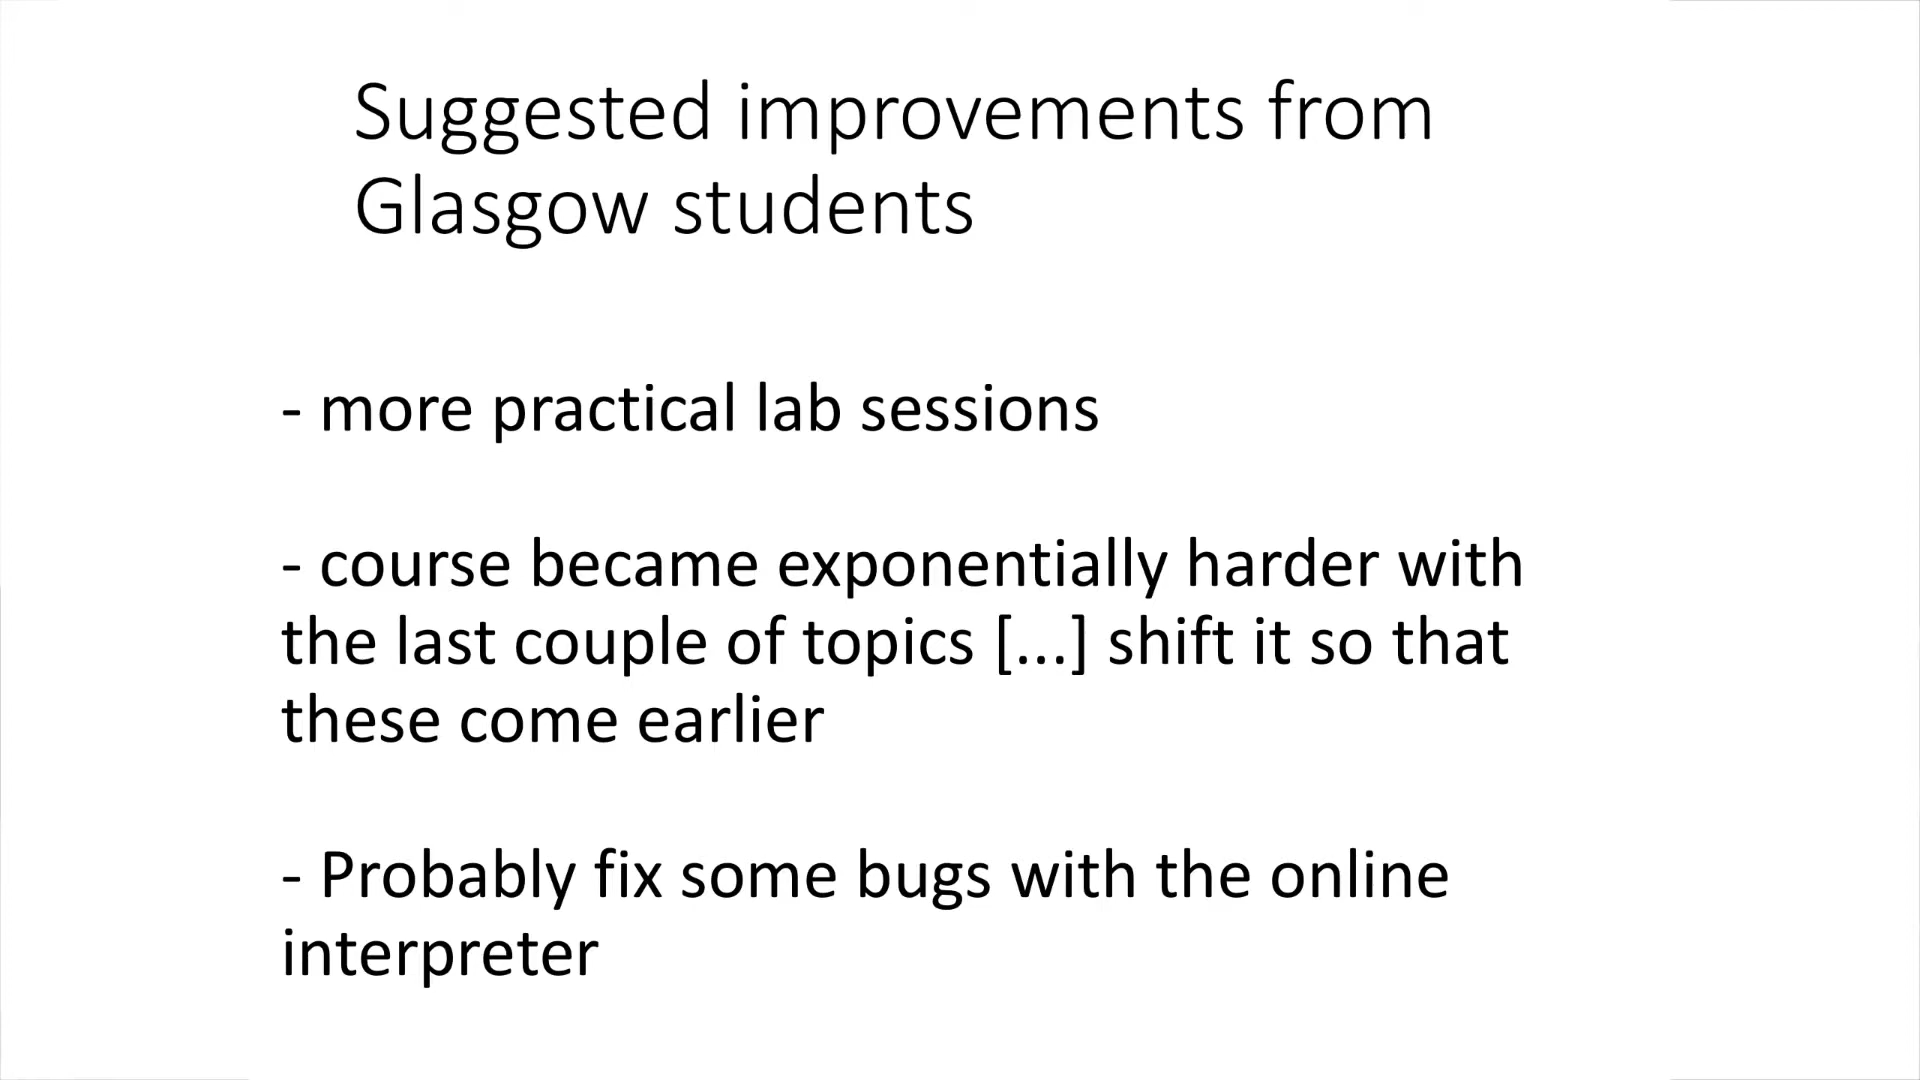 Suggested improvements from
Glasgow students
- more practical lab sessions
- course became exponentially harder with
the last couple of topics [...] shift it so that
these come earlier
- Probably fix some bugs with the online
interpreter